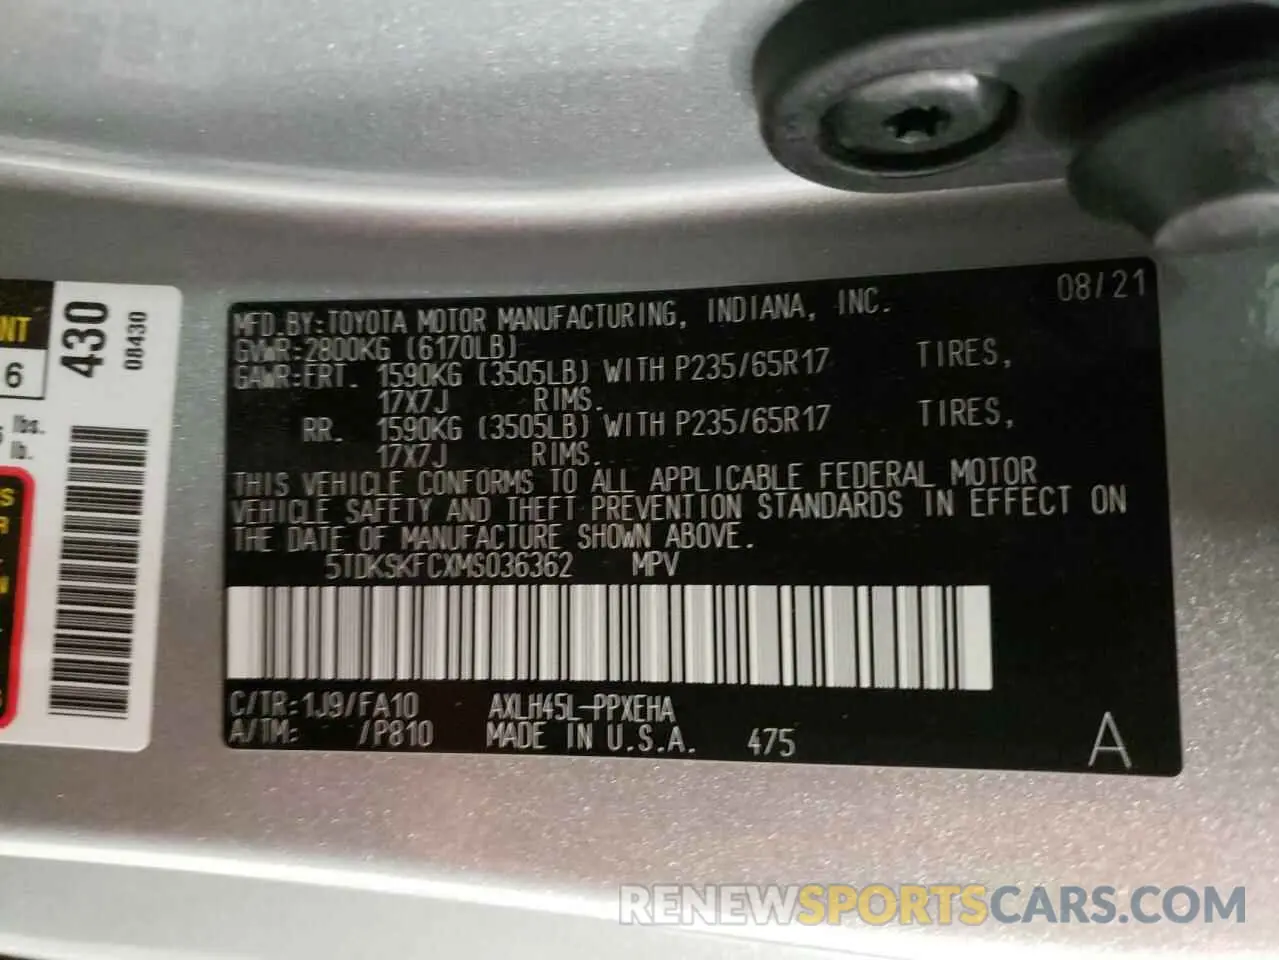 MFD.BY:TOYOTA MOTOR MANUFACTURING, INDIANA, INC. 08/21
GVWR:2800KG (6170LB)
GAWR:FRT. 1590KG (3505LB) WITH P235/65R17 TIRES,
17X7J RIMS.
RR. 1590KG (3505LB) WITH P235/65R17 TIRES,
17X7J RIMS.
THIS VEHICLE CONFORMS TO ALL APPLICABLE FEDERAL MOTOR
VEHICLE SAFETY AND THEFT PREVENTION STANDARDS IN EFFECT ON
THE DATE OF MANUFACTURE SHOWN ABOVE.
5TDKSKFCXMS036362 MPV
C/TR:1J9/FA10 AXLH45L-PPXEHA
A/TM: /P810 MADE IN U.S.A. 475 A
430
08430
NT
6
lbs.
lb.
S
R
N
RENEWSPORTSCARS.COM